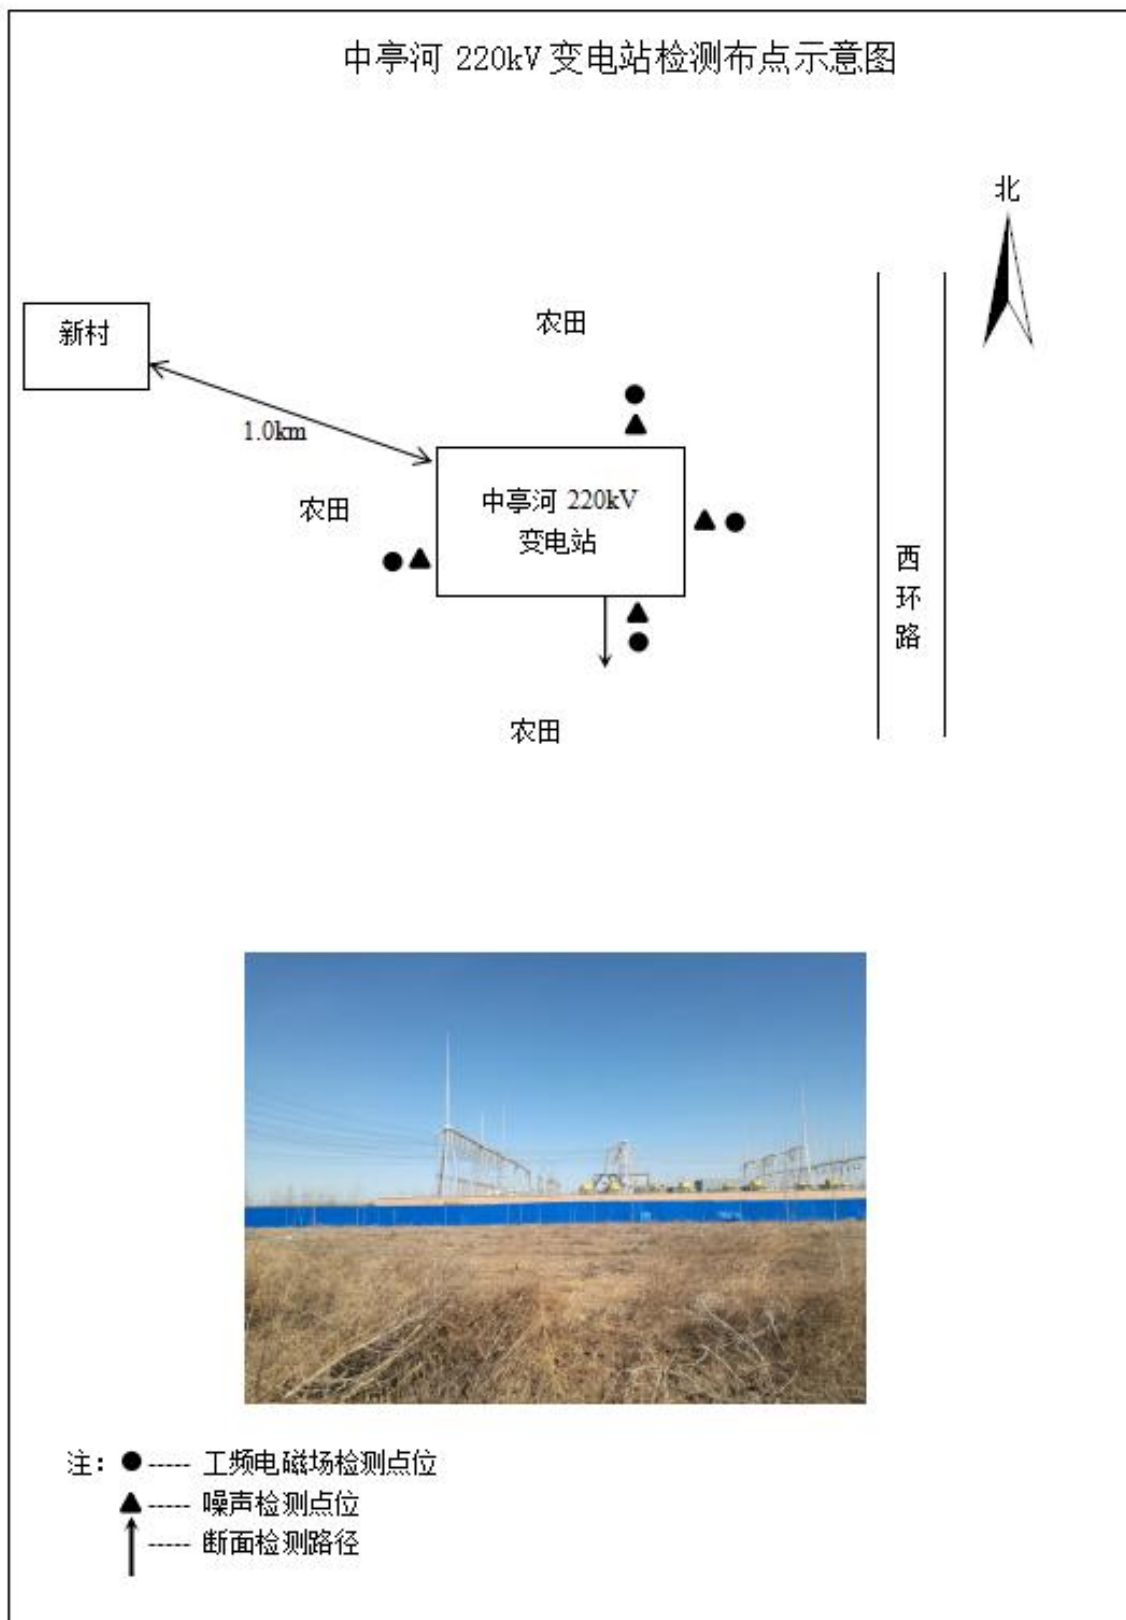 中亭河 220kV 变电站检测布点示意图
北
新村
农田
1.0km
农田
中亭河 220kV
变电站
西
环
路
农田
注：●----- 工频电磁场检测点位
▲----- 噪声检测点位
↑----- 断面检测路径